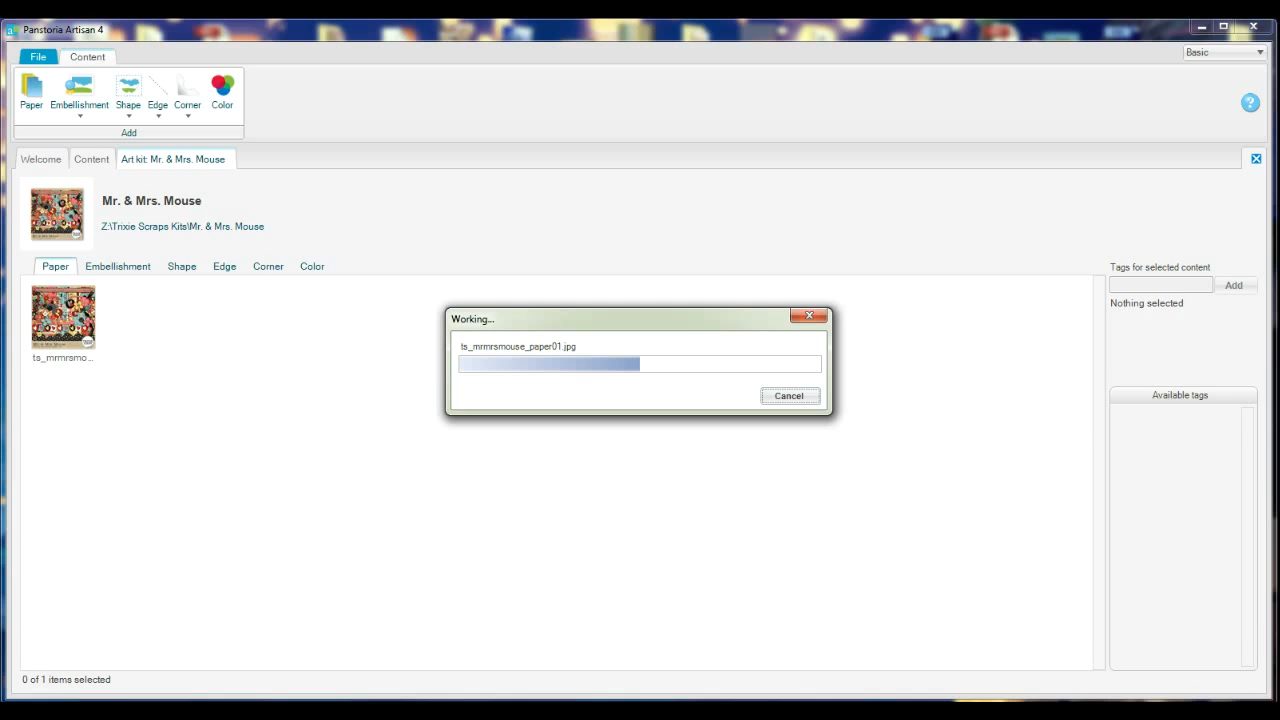 Panstoria Artisan 4
File Content Basic
Paper Embellishment Shape Edge Corner Color
Add
Welcome Content Art kit: Mr. & Mrs. Mouse
Mr. & Mrs. Mouse
Z:\Trixie Scraps Kits\Mr. & Mrs. Mouse
Paper Embellishment Shape Edge Corner Color
Tags for selected content
Add
Nothing selected
ts_mrmrsmo...
Working...
ts_mrmrsmouse_paper01.jpg
Cancel
Available tags
0 of 1 items selected